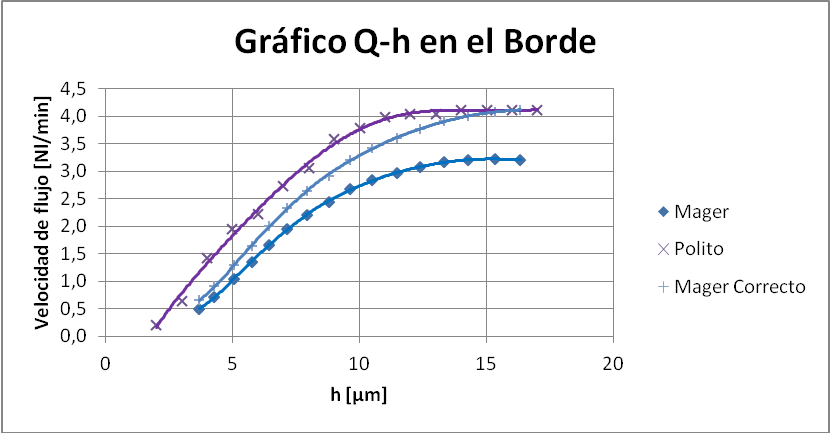 Gráfico Q-h en el Borde
Velocidad de flujo [Nl/min]
4,5
4,0
3,5
3,0
2,5
2,0
1,5
1,0
0,5
0,0
0 5 10 15 20
h [µm]
Mager
Polito
Mager Correcto